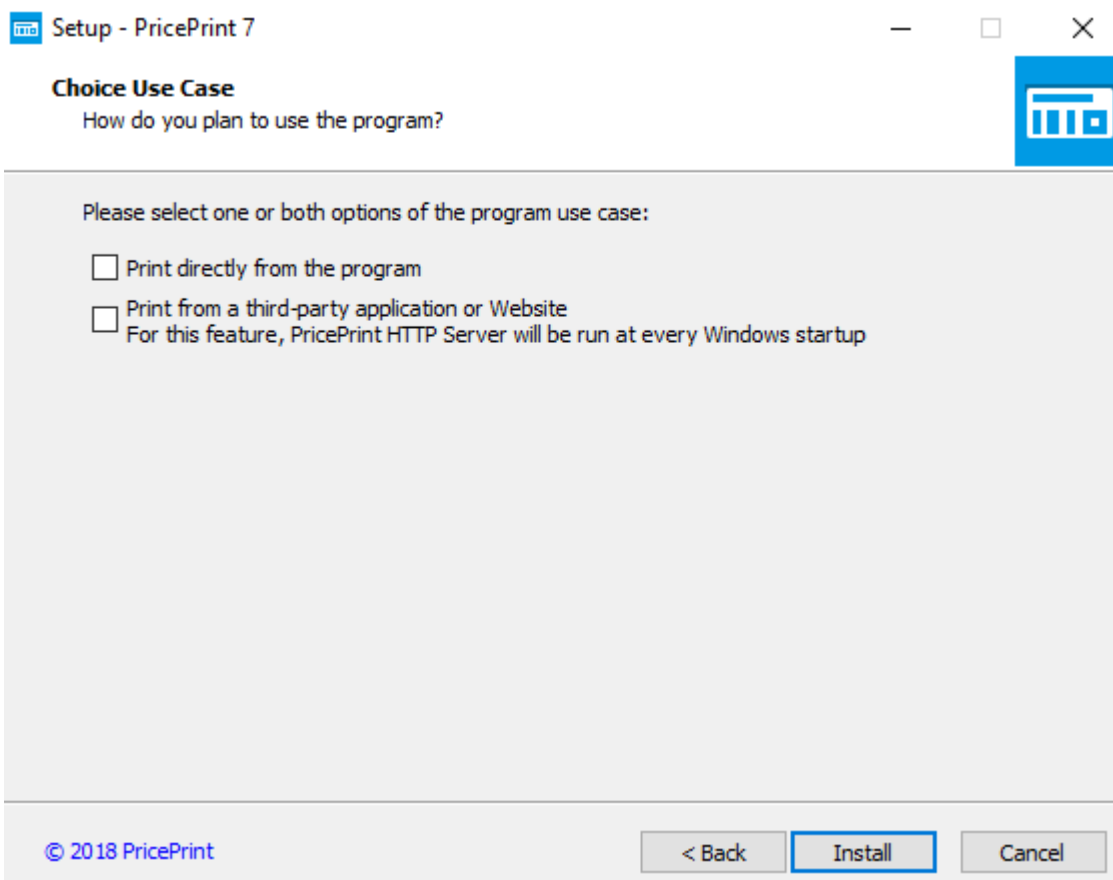 Setup - PricePrint 7
Choice Use Case
How do you plan to use the program?
Please select one or both options of the program use case:
Print directly from the program
Print from a third-party application or Website
For this feature, PricePrint HTTP Server will be run at every Windows startup
© 2018 PricePrint
< Back
Install
Cancel